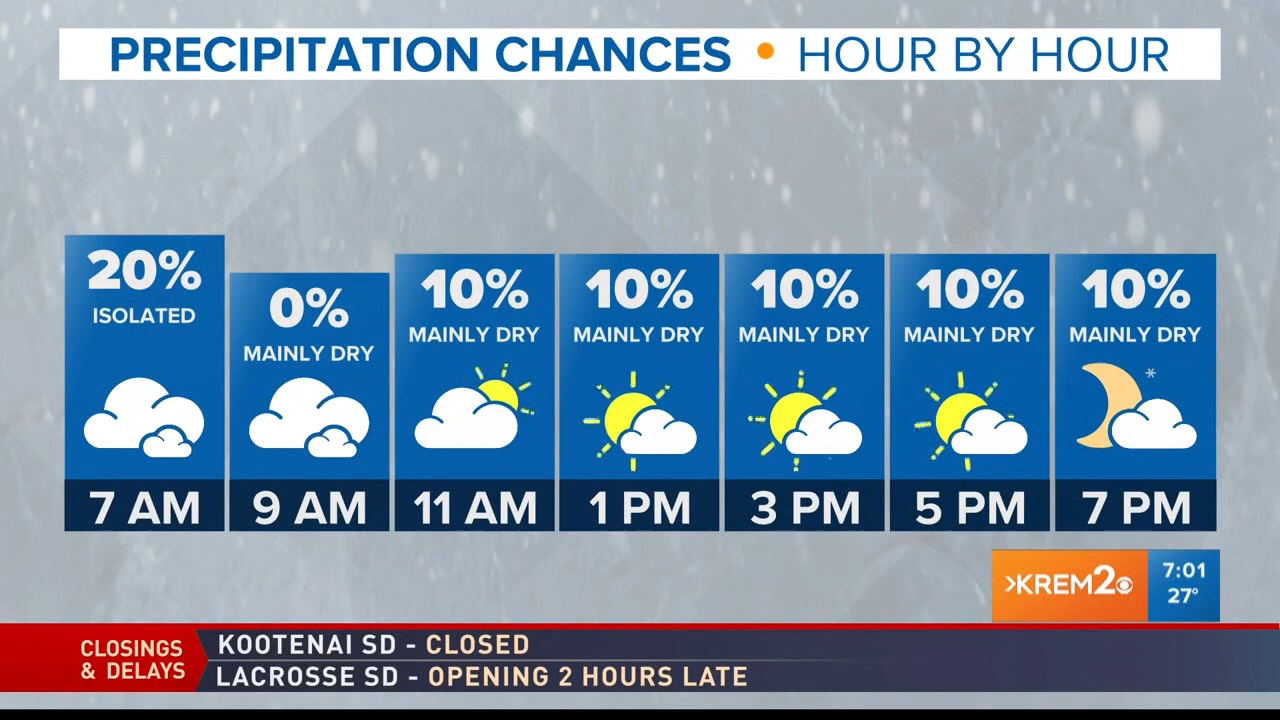 PRECIPITATION CHANCES • HOUR BY HOUR
20%
ISOLATED
7 AM
0%
MAINLY DRY
9 AM
10%
MAINLY DRY
11 AM
10%
MAINLY DRY
1 PM
10%
MAINLY DRY
3 PM
10%
MAINLY DRY
5 PM
10%
MAINLY DRY
7 PM
KREM2
7:01
27°
CLOSINGS
& DELAYS
KOOTENAI SD - CLOSED
LACROSSE SD - OPENING 2 HOURS LATE